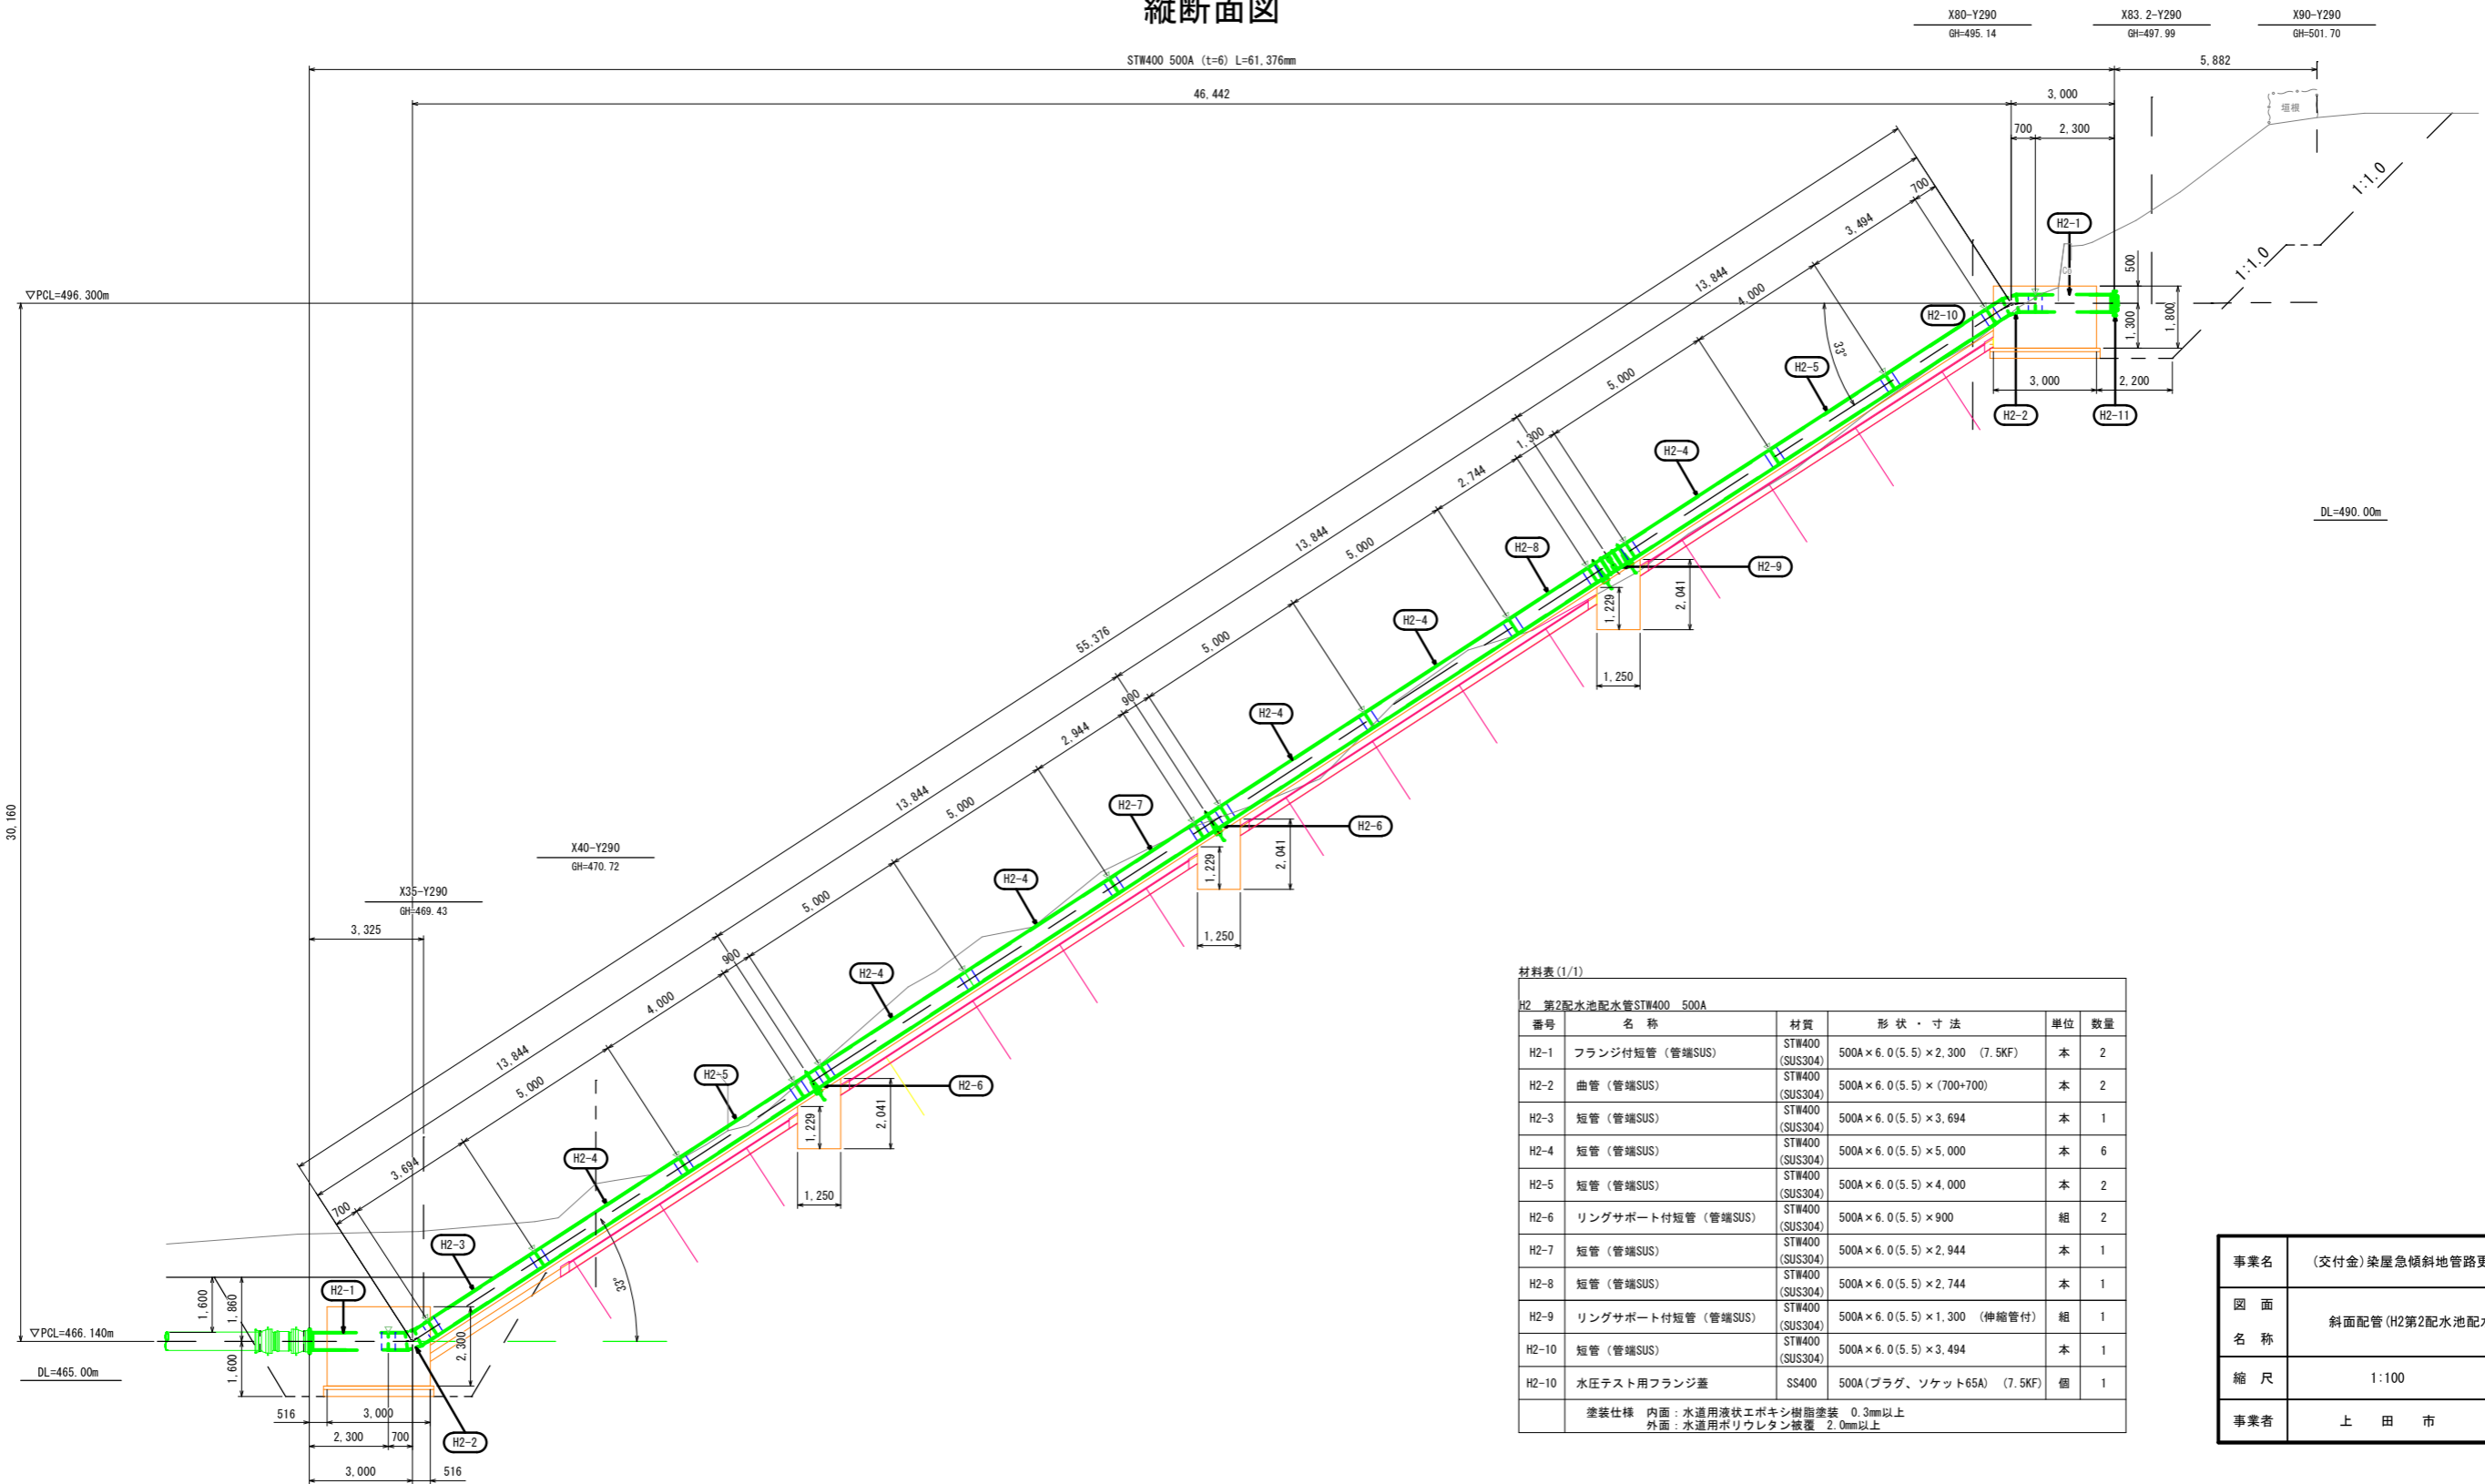 縦断面図
X80-Y290
GH=495.14
X83.2-Y290
GH=497.99
X90-Y290
GH=501.70
STW400 500A (t=6) L=61,376mm
5,882
46,442
3,000
700
2,300
垣根
1:1.0
1:1.0
700
3,494
13,844
4,000
5,000
H2-1
Co
500
1,300
1,800
▽PCL=496.300m
H2-10
33°
H2-5
3,000
2,200
H2-2
H2-11
1,300
2,744
H2-4
DL=490.00m
13,844
5,000
H2-8
H2-9
1,229
2,041
1,250
55,376
5,000
H2-4
900
2,944
H2-4
13,844
5,000
H2-7
H2-6
1,229
2,041
1,250
30,160
X40-Y290
GH=470.72
X35-Y290
GH=469.43
3,325
5,000
H2-4
900
4,000
H2-4
13,844
5,000
H2-5
H2-6
1,229
2,041
1,250
3,694
H2-4
700
H2-3
33°
H2-1
1,600
1,860
▽PCL=466.140m
2,300
1,600
DL=465.00m
516
3,000
2,300
700
H2-2
3,000
516
材料表(1/1)
H2 第2配水池配水管STW400 500A
番号 名 称 材質 形 状 ・ 寸 法 単位 数量
H2-1 フランジ付短管（管端SUS） STW400 (SUS304) 500A×6.0(5.5)×2,300 (7.5KF) 本 2
H2-2 曲管（管端SUS） STW400 (SUS304) 500A×6.0(5.5)×(700+700) 本 2
H2-3 短管（管端SUS） STW400 (SUS304) 500A×6.0(5.5)×3,694 本 1
H2-4 短管（管端SUS） STW400 (SUS304) 500A×6.0(5.5)×5,000 本 6
H2-5 短管（管端SUS） STW400 (SUS304) 500A×6.0(5.5)×4,000 本 2
H2-6 リングサポート付短管（管端SUS） STW400 (SUS304) 500A×6.0(5.5)×900 組 2
H2-7 短管（管端SUS） STW400 (SUS304) 500A×6.0(5.5)×2,944 本 1
H2-8 短管（管端SUS） STW400 (SUS304) 500A×6.0(5.5)×2,744 本 1
H2-9 リングサポート付短管（管端SUS） STW400 (SUS304) 500A×6.0(5.5)×1,300 (伸縮管付) 組 1
H2-10 短管（管端SUS） STW400 (SUS304) 500A×6.0(5.5)×3,494 本 1
H2-10 水圧テスト用フランジ蓋 SS400 500A(プラグ、ソケット65A) (7.5KF) 個 1
塗装仕様 内面：水道用液状エポキシ樹脂塗装 0.3mm以上
外面：水道用ポリウレタン被覆 2.0mm以上
事業名 (交付金)染屋急傾斜地管路更
図 面 名 称 斜面配管(H2第2配水池配水
縮 尺 1:100
事業者 上 田 市